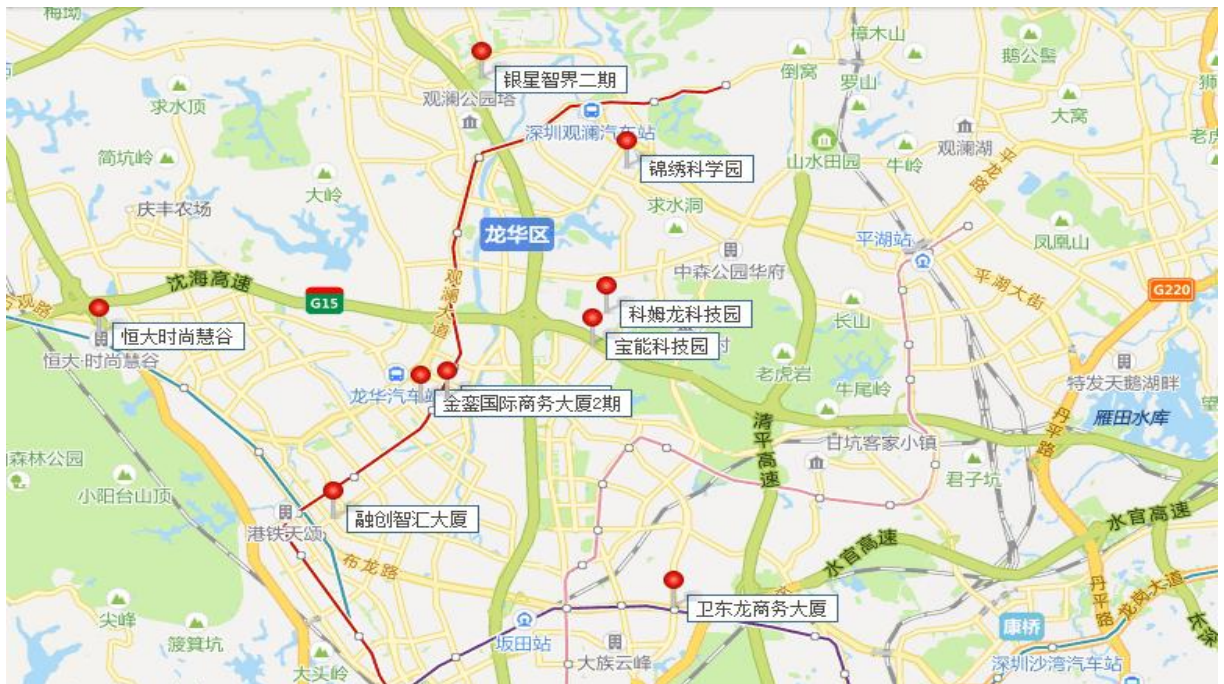 梅坳
樟木山
鹅公髻
倒窝
罗山
银星智界二期
求水顶
观澜公园塔
大窝
深圳观澜汽车站
观澜湖
老虎
简坑岭
锦绣科学园
山水田园
牛岭
平龙路
大岭
庆丰农场
求水洞
龙华区
平湖站
凤凰山
中森公园华府
沈海高速
观澜大道
平湖大街
G220
G15
科姆龙科技园
长山
恒大时尚慧谷
宝能科技园
村
恒大·时尚慧谷
老虎岩
特发天鹅湖畔
龙华汽车站
金銮国际商务大厦2期
牛尾岭
丹平路
雁田水库
望
清平高速
甘坑客家小镇
森林公园
小阳台山顶
君子坑
融创智汇大厦
港铁天颂
水官高速
水官高速
布龙路
卫东龙商务大厦
尖峰
丹平路
龙岗大道
康桥
簕箕坑
坂田站
大族云峰
深圳沙湾汽车站
大头岭